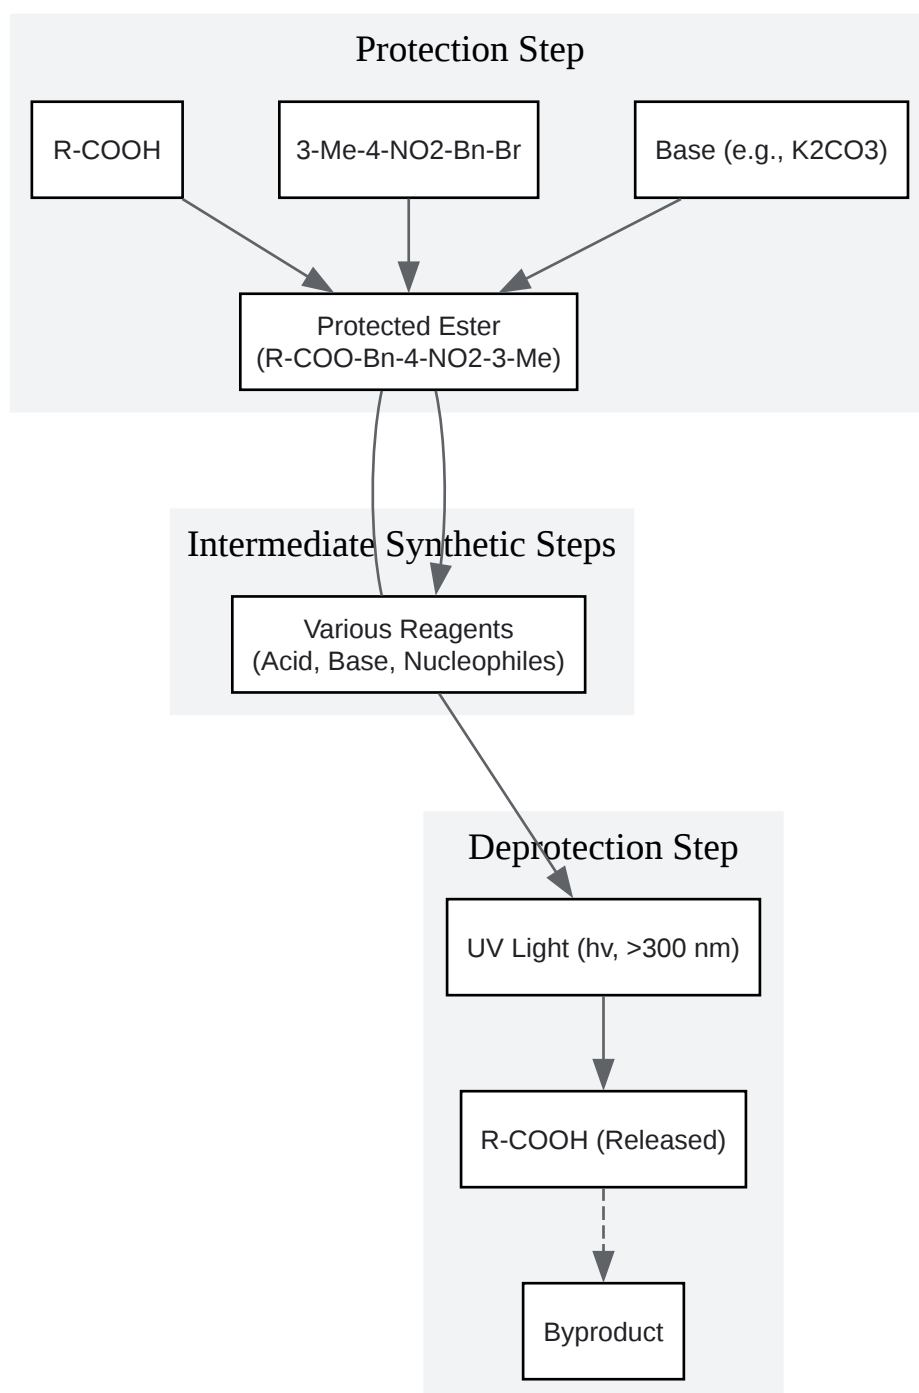 Protection Step
R-COOH
3-Me-4-NO2-Bn-Br
Base (e.g., K2CO3)
Protected Ester
(R-COO-Bn-4-NO2-3-Me)
Intermediate Synthetic Steps
Various Reagents
(Acid, Base, Nucleophiles)
Deprotection Step
UV Light (hv, >300 nm)
R-COOH (Released)
Byproduct